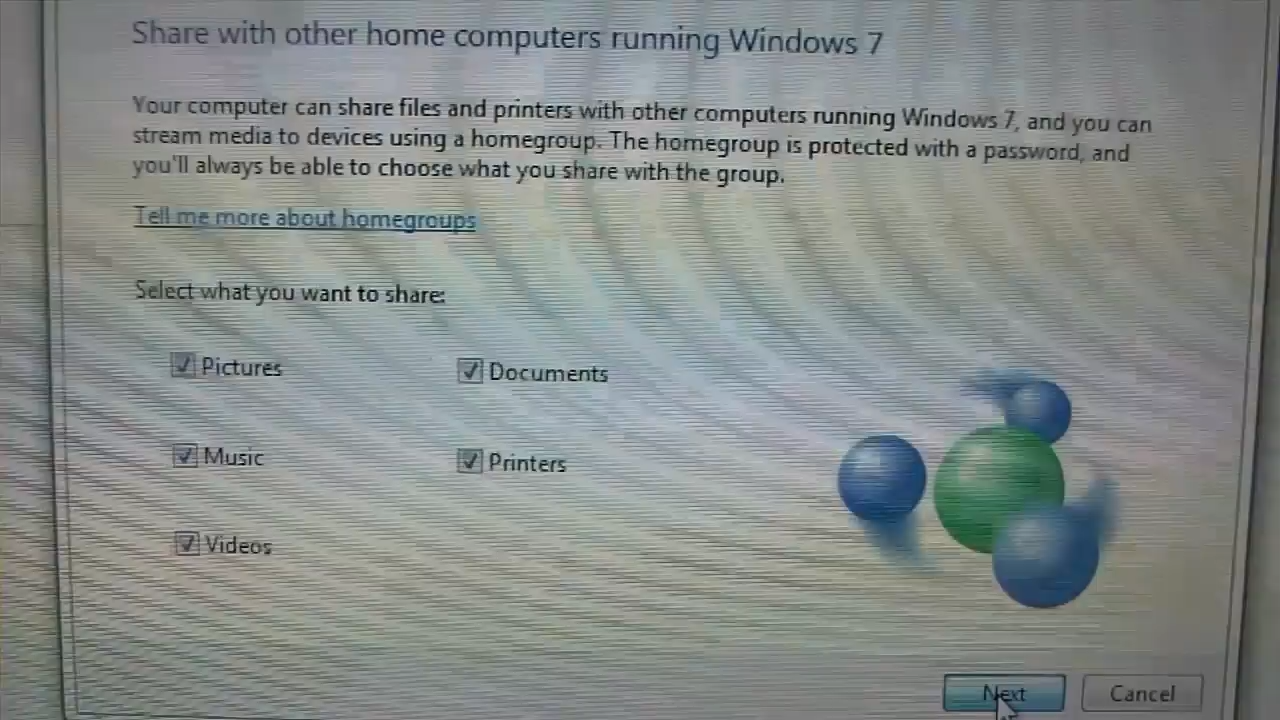 Share with other home computers running Windows 7
Your computer can share files and printers with other computers running Windows 7, and you can
stream media to devices using a homegroup. The homegroup is protected with a password, and
you'll always be able to choose what you share with the group.
Tell me more about homegroups
Select what you want to share:
Pictures
Documents
Music
Printers
Videos
Next
Cancel